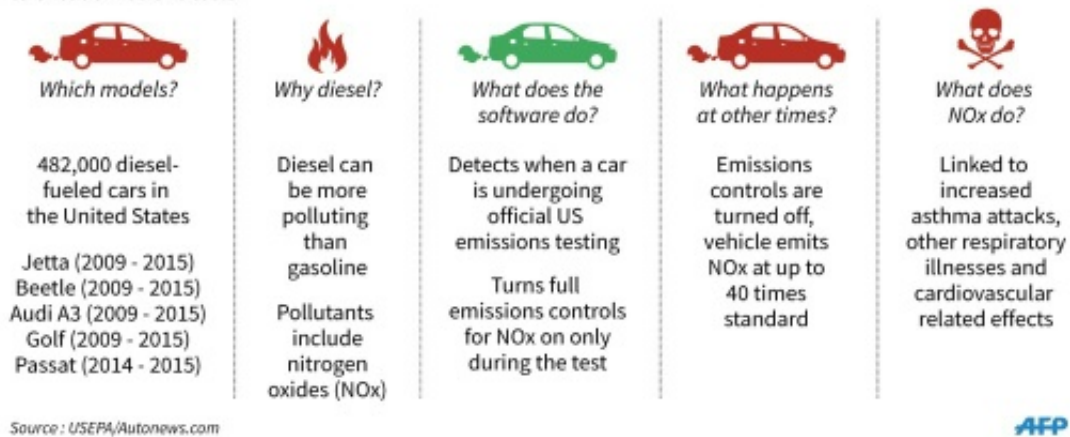 Which models?
482,000 diesel-
fueled cars in
the United States
Jetta (2009 - 2015)
Beetle (2009 - 2015)
Audi A3 (2009 - 2015)
Golf (2009 - 2015)
Passat (2014 - 2015)
Why diesel?
Diesel can
be more
polluting
than
gasoline
Pollutants
include
nitrogen
oxides (NOx)
What does the
software do?
Detects when a car
is undergoing
official US
emissions testing
Turns full
emissions controls
for NOx on only
during the test
What happens
at other times?
Emissions
controls are
turned off,
vehicle emits
NOx at up to
40 times
standard
What does
NOx do?
Linked to
increased
asthma attacks,
other respiratory
illnesses and
cardiovascular
related effects
Source : USEPA/Autonews.com
AFP